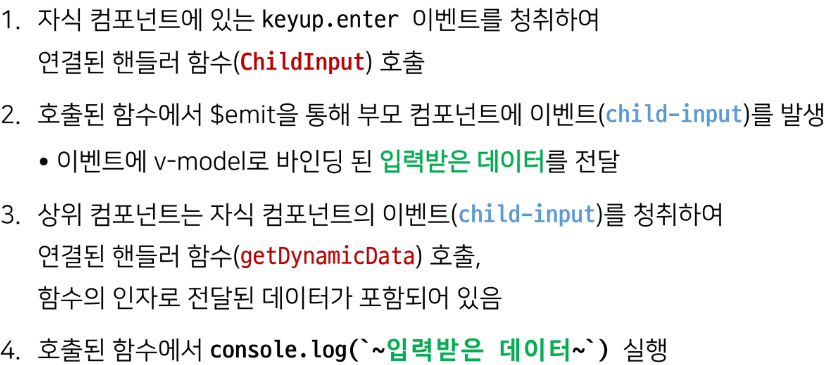 1. 자식 컴포넌트에 있는 keyup.enter 이벤트를 청취하여
연결된 핸들러 함수(ChildInput) 호출
2. 호출된 함수에서 $emit을 통해 부모 컴포넌트에 이벤트(child-input)를 발생
• 이벤트에 v-model로 바인딩 된 입력받은 데이터를 전달
3. 상위 컴포넌트는 자식 컴포넌트의 이벤트(child-input)를 청취하여
연결된 핸들러 함수(getDynamicData) 호출,
함수의 인자로 전달된 데이터가 포함되어 있음
4. 호출된 함수에서 console.log(`~입력받은 데이터~`) 실행